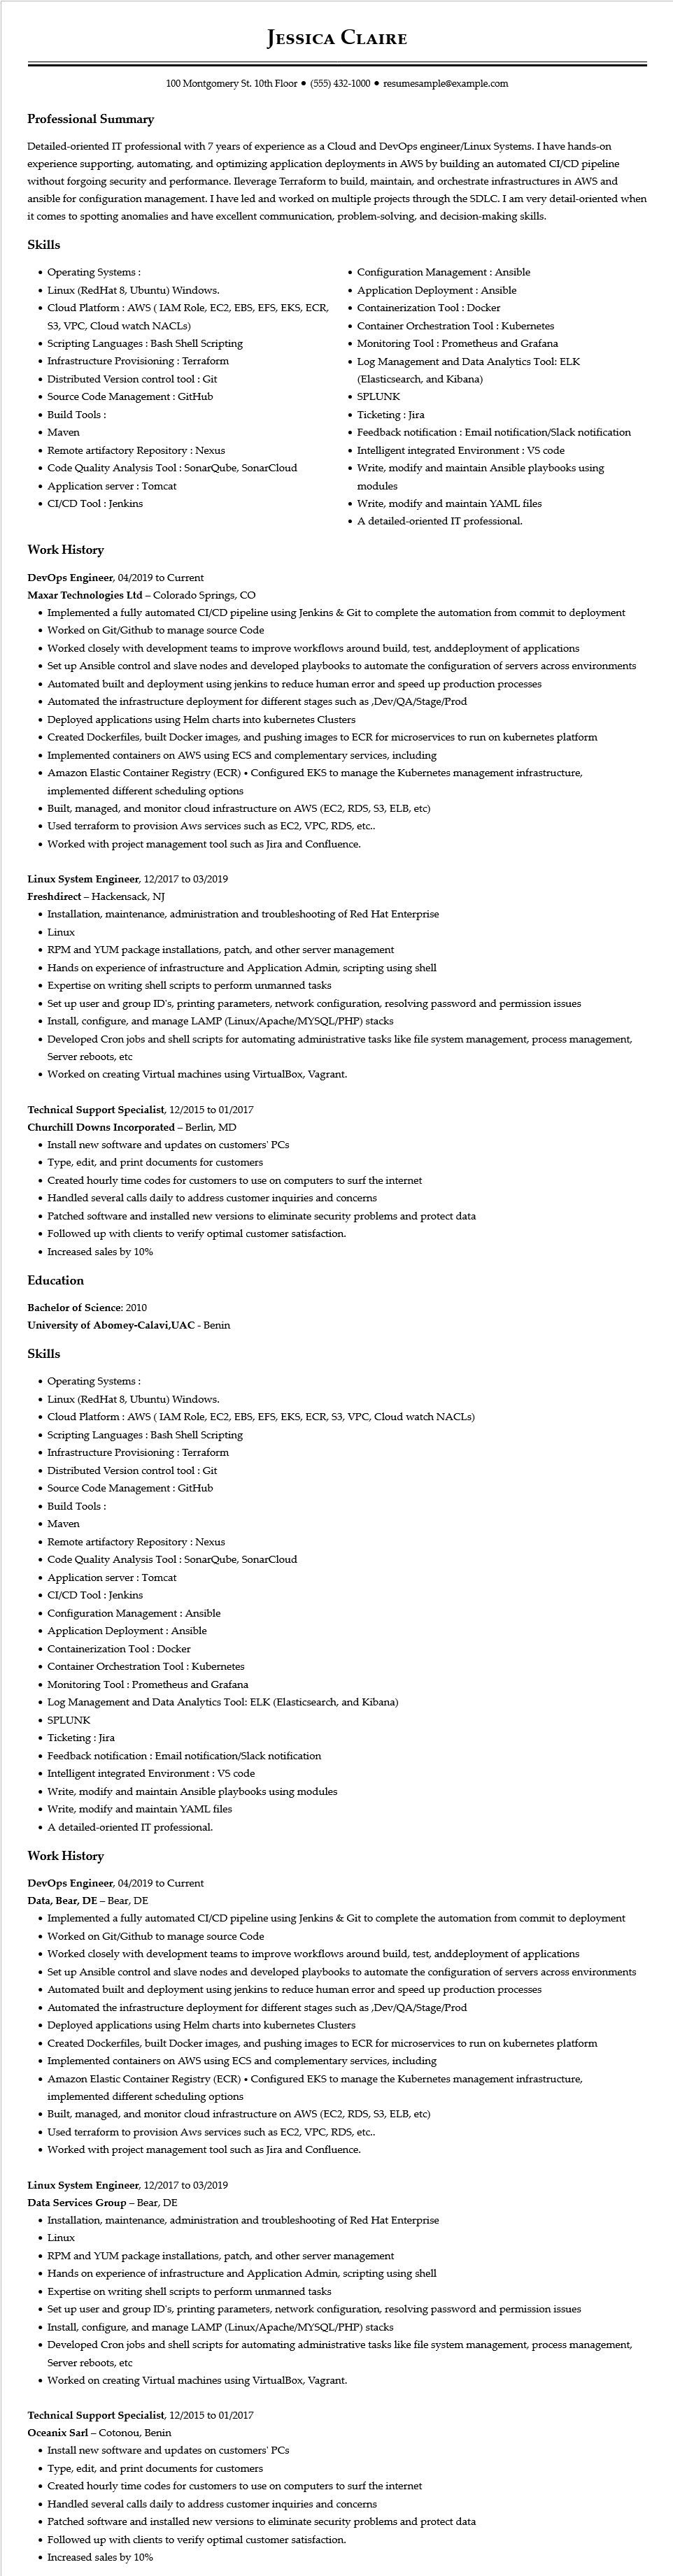 Jessica Claire
100 Montgomery St. 10th Floor ● (555) 432-1000 ● resumesample@example.com
Professional Summary
Detailed-oriented IT professional with 7 years of experience as a Cloud and DevOps engineer/Linux Systems. I have hands-on
experience supporting, automating, and optimizing application deployments in AWS by building an automated CI/CD pipeline
without forgoing security and performance. Ileverage Terraform to build, maintain, and orchestrate infrastructures in AWS and
ansible for configuration management. I have led and worked on multiple projects through the SDLC. I am very detail-oriented when
it comes to spotting anomalies and have excellent communication, problem-solving, and decision-making skills.
Skills
• Operating Systems :
• Linux (RedHat 8, Ubuntu) Windows.
• Cloud Platform : AWS ( IAM Role, EC2, EBS, EFS, EKS, ECR,
S3, VPC, Cloud watch NACLs)
• Scripting Languages : Bash Shell Scripting
• Infrastructure Provisioning : Terraform
• Distributed Version control tool : Git
• Source Code Management : GitHub
• Build Tools :
• Maven
• Remote artifactory Repository : Nexus
• Code Quality Analysis Tool : SonarQube, SonarCloud
• Application server : Tomcat
• CI/CD Tool : Jenkins
• Configuration Management : Ansible
• Application Deployment : Ansible
• Containerization Tool : Docker
• Container Orchestration Tool : Kubernetes
• Monitoring Tool : Prometheus and Grafana
• Log Management and Data Analytics Tool: ELK
(Elasticsearch, and Kibana)
• SPLUNK
• Ticketing : Jira
• Feedback notification : Email notification/Slack notification
• Intelligent integrated Environment : VS code
• Write, modify and maintain Ansible playbooks using
modules
• Write, modify and maintain YAML files
• A detailed-oriented IT professional.
Work History
DevOps Engineer, 04/2019 to Current
Maxar Technologies Ltd – Colorado Springs, CO
• Implemented a fully automated CI/CD pipeline using Jenkins & Git to complete the automation from commit to deployment
• Worked on Git/Github to manage source Code
• Worked closely with development teams to improve workflows around build, test, anddeployment of applications
• Set up Ansible control and slave nodes and developed playbooks to automate the configuration of servers across environments
• Automated built and deployment using jenkins to reduce human error and speed up production processes
• Automated the infrastructure deployment for different stages such as ,Dev/QA/Stage/Prod
• Deployed applications using Helm charts into kubernetes Clusters
• Created Dockerfiles, built Docker images, and pushing images to ECR for microservices to run on kubernetes platform
• Implemented containers on AWS using ECS and complementary services, including
• Amazon Elastic Container Registry (ECR) • Configured EKS to manage the Kubernetes management infrastructure,
implemented different scheduling options
• Built, managed, and monitor cloud infrastructure on AWS (EC2, RDS, S3, ELB, etc)
• Used terraform to provision Aws services such as EC2, VPC, RDS, etc..
• Worked with project management tool such as Jira and Confluence.
Linux System Engineer, 12/2017 to 03/2019
Freshdirect – Hackensack, NJ
• Installation, maintenance, administration and troubleshooting of Red Hat Enterprise
• Linux
• RPM and YUM package installations, patch, and other server management
• Hands on experience of infrastructure and Application Admin, scripting using shell
• Expertise on writing shell scripts to perform unmanned tasks
• Set up user and group ID's, printing parameters, network configuration, resolving password and permission issues
• Install, configure, and manage LAMP (Linux/Apache/MYSQL/PHP) stacks
• Developed Cron jobs and shell scripts for automating administrative tasks like file system management, process management,
Server reboots, etc
• Worked on creating Virtual machines using VirtualBox, Vagrant.
Technical Support Specialist, 12/2015 to 01/2017
Churchill Downs Incorporated – Berlin, MD
• Install new software and updates on customers' PCs
• Type, edit, and print documents for customers
• Created hourly time codes for customers to use on computers to surf the internet
• Handled several calls daily to address customer inquiries and concerns
• Patched software and installed new versions to eliminate security problems and protect data
• Followed up with clients to verify optimal customer satisfaction.
• Increased sales by 10%
Education
Bachelor of Science: 2010
University of Abomey-Calavi,UAC - Benin
Skills
• Operating Systems :
• Linux (RedHat 8, Ubuntu) Windows.
• Cloud Platform : AWS ( IAM Role, EC2, EBS, EFS, EKS, ECR, S3, VPC, Cloud watch NACLs)
• Scripting Languages : Bash Shell Scripting
• Infrastructure Provisioning : Terraform
• Distributed Version control tool : Git
• Source Code Management : GitHub
• Build Tools :
• Maven
• Remote artifactory Repository : Nexus
• Code Quality Analysis Tool : SonarQube, SonarCloud
• Application server : Tomcat
• CI/CD Tool : Jenkins
• Configuration Management : Ansible
• Application Deployment : Ansible
• Containerization Tool : Docker
• Container Orchestration Tool : Kubernetes
• Monitoring Tool : Prometheus and Grafana
• Log Management and Data Analytics Tool: ELK (Elasticsearch, and Kibana)
• SPLUNK
• Ticketing : Jira
• Feedback notification : Email notification/Slack notification
• Intelligent integrated Environment : VS code
• Write, modify and maintain Ansible playbooks using modules
• Write, modify and maintain YAML files
• A detailed-oriented IT professional.
Work History
DevOps Engineer, 04/2019 to Current
Data, Bear, DE – Bear, DE
• Implemented a fully automated CI/CD pipeline using Jenkins & Git to complete the automation from commit to deployment
• Worked on Git/Github to manage source Code
• Worked closely with development teams to improve workflows around build, test, anddeployment of applications
• Set up Ansible control and slave nodes and developed playbooks to automate the configuration of servers across environments
• Automated built and deployment using jenkins to reduce human error and speed up production processes
• Automated the infrastructure deployment for different stages such as ,Dev/QA/Stage/Prod
• Deployed applications using Helm charts into kubernetes Clusters
• Created Dockerfiles, built Docker images, and pushing images to ECR for microservices to run on kubernetes platform
• Implemented containers on AWS using ECS and complementary services, including
• Amazon Elastic Container Registry (ECR) • Configured EKS to manage the Kubernetes management infrastructure,
implemented different scheduling options
• Built, managed, and monitor cloud infrastructure on AWS (EC2, RDS, S3, ELB, etc)
• Used terraform to provision Aws services such as EC2, VPC, RDS, etc..
• Worked with project management tool such as Jira and Confluence.
Linux System Engineer, 12/2017 to 03/2019
Data Services Group – Bear, DE
• Installation, maintenance, administration and troubleshooting of Red Hat Enterprise
• Linux
• RPM and YUM package installations, patch, and other server management
• Hands on experience of infrastructure and Application Admin, scripting using shell
• Expertise on writing shell scripts to perform unmanned tasks
• Set up user and group ID's, printing parameters, network configuration, resolving password and permission issues
• Install, configure, and manage LAMP (Linux/Apache/MYSQL/PHP) stacks
• Developed Cron jobs and shell scripts for automating administrative tasks like file system management, process management,
Server reboots, etc
• Worked on creating Virtual machines using VirtualBox, Vagrant.
Technical Support Specialist, 12/2015 to 01/2017
Oceanix Sarl – Cotonou, Benin
• Install new software and updates on customers' PCs
• Type, edit, and print documents for customers
• Created hourly time codes for customers to use on computers to surf the internet
• Handled several calls daily to address customer inquiries and concerns
• Patched software and installed new versions to eliminate security problems and protect data
• Followed up with clients to verify optimal customer satisfaction.
• Increased sales by 10%